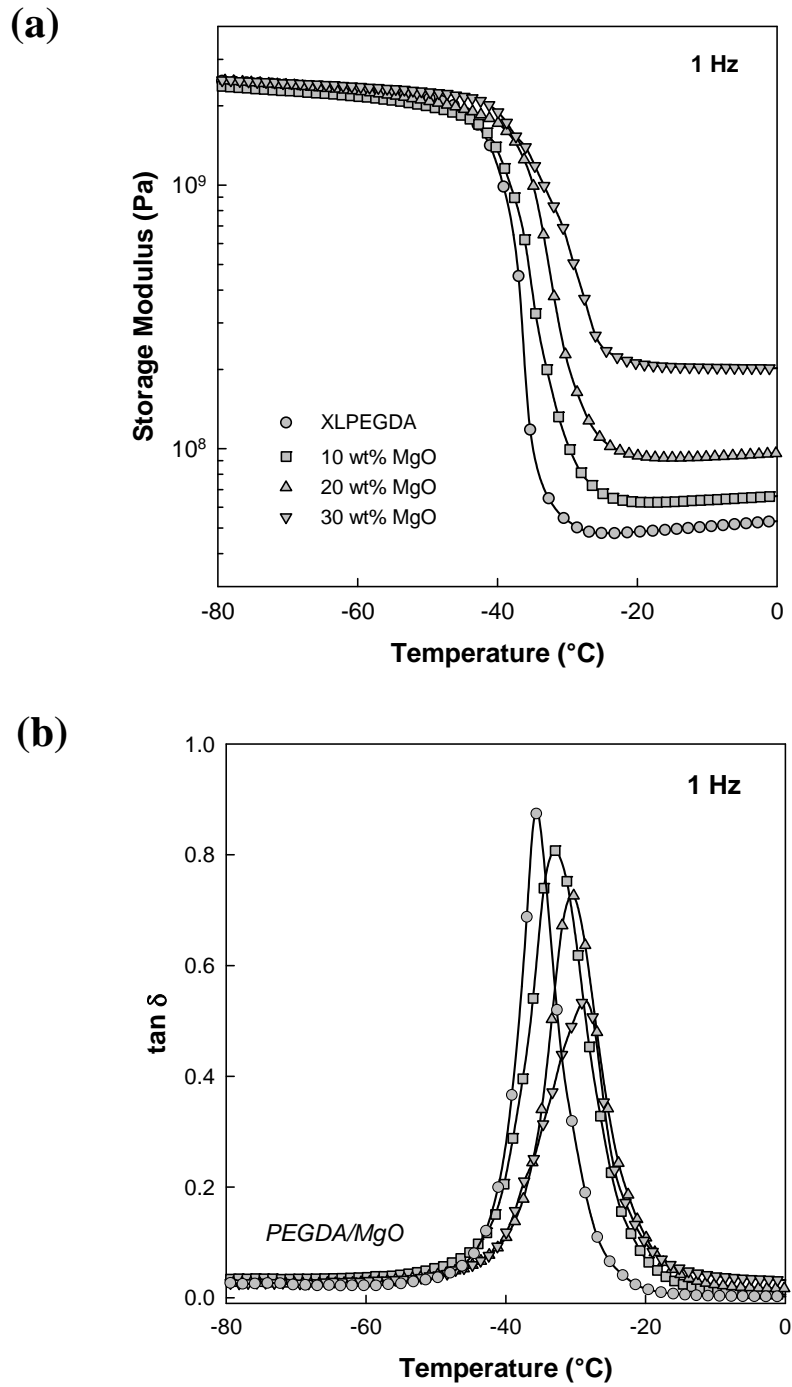 (a)
1 Hz
Storage Modulus (Pa)
10⁹
10⁸
XLPEGDA
10 wt% MgO
20 wt% MgO
30 wt% MgO
-80 -60 -40 -20 0
Temperature (°C)
(b)
1 Hz
tan δ
1.0
0.8
0.6
0.4
0.2
0.0
PEGDA/MgO
-80 -60 -40 -20 0
Temperature (°C)